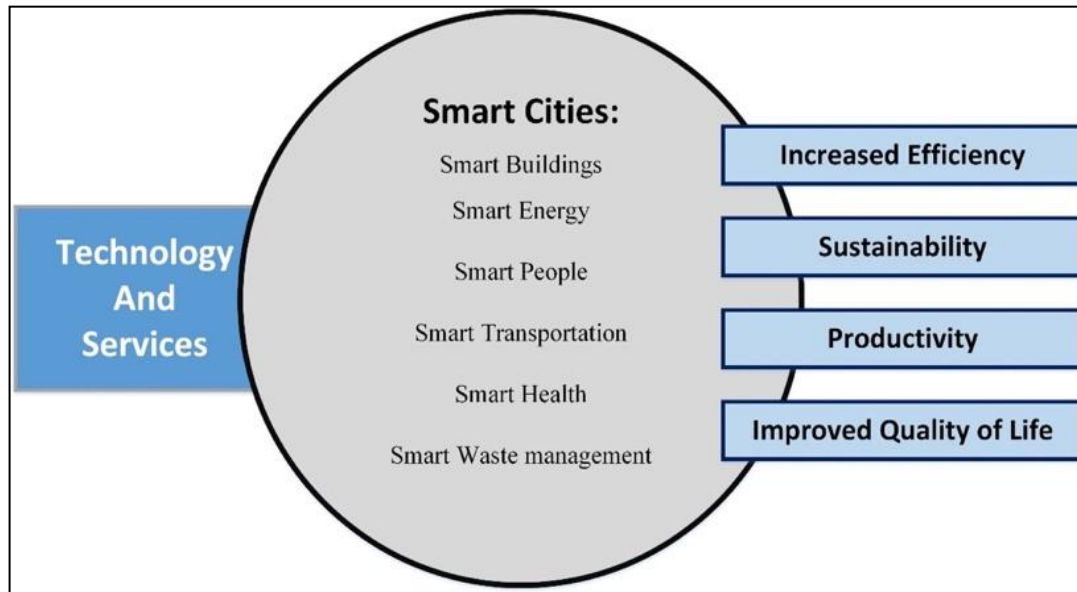 Smart Cities:
Smart Buildings
Smart Energy
Smart People
Smart Transportation
Smart Health
Smart Waste management
Technology
And
Services
Increased Efficiency
Sustainability
Productivity
Improved Quality of Life